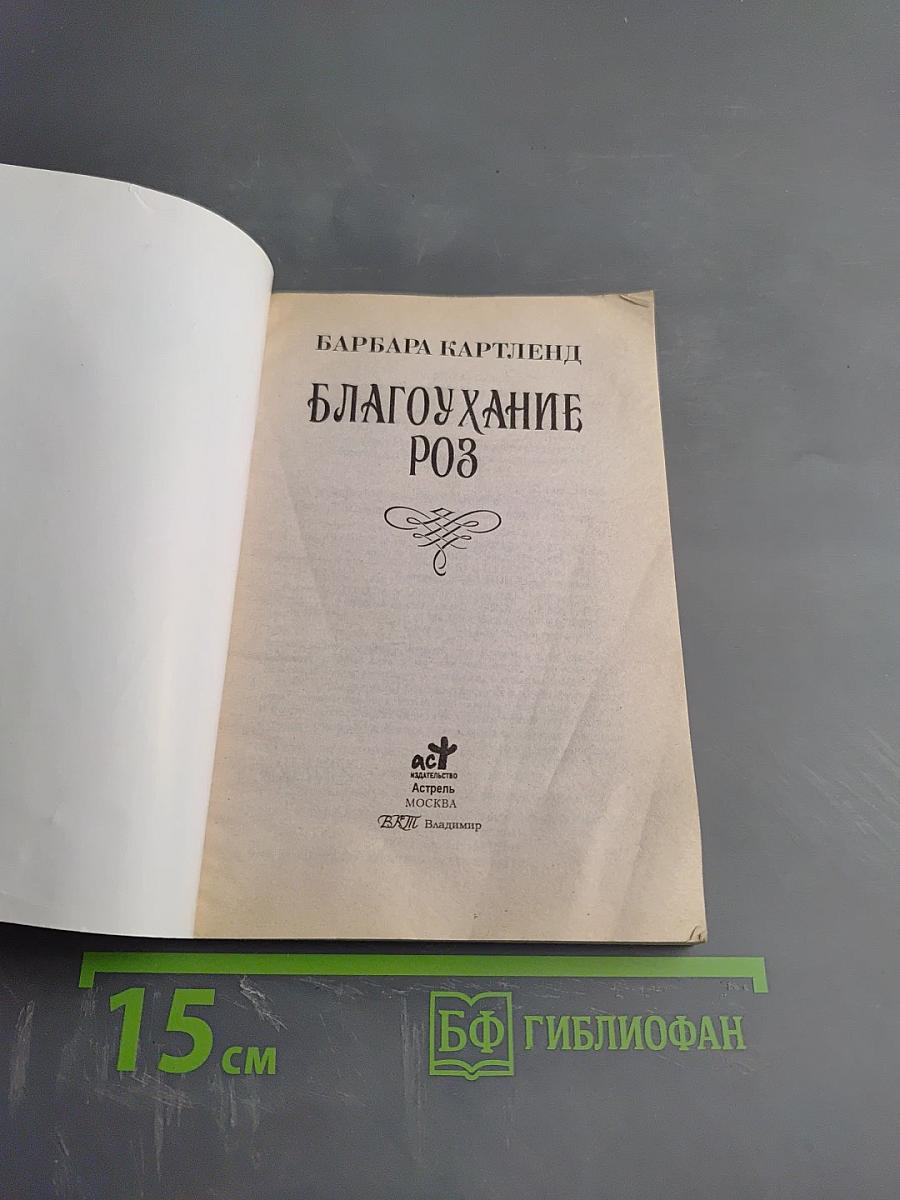 БАРБАРА КАРТЛЕНД
БЛАГОУХАНИЕ
РОЗ
аст
ИЗДАТЕЛЬСТВО
Астрель
МОСКВА
ВКТ Владимир
15 см
БФ ГИБЛИОФАН